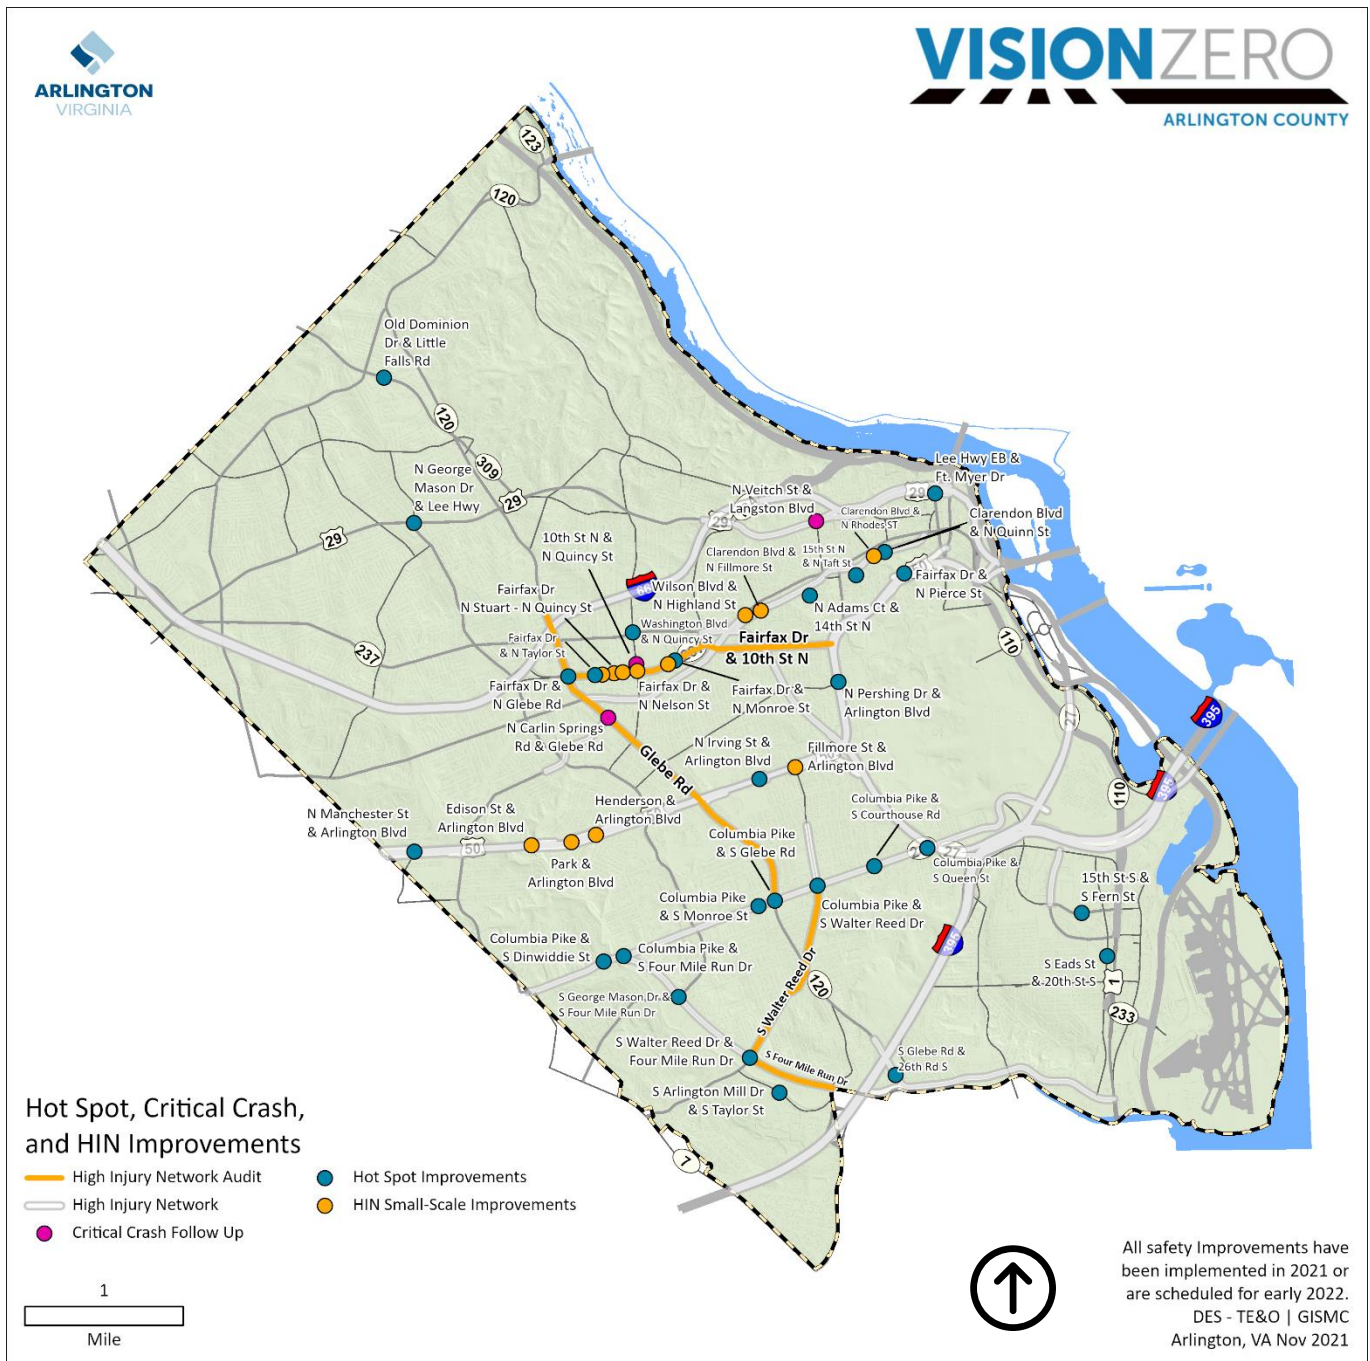 ARLINGTON
VIRGINIA
VISIONZERO
ARLINGTON COUNTY
123
120
Old Dominion
Dr & Little
Falls Rd
120
309
N George
Mason Dr
& Lee Hwy
29
29
Lee Hwy EB &
Ft. Myer Dr
29
N Veitch St &
Langston Blvd
29
Clarendon Blvd &
N Rhodes ST
Clarendon Blvd
& N Quinn St
10th St N &
N Quincy St
Clarendon Blvd &
N Fillmore St
15th St N
& N Taft St
Fairfax Dr &
N Pierce St
Fairfax Dr
N Stuart - N Quincy St
Wilson Blvd &
N Highland St
N Adams Ct &
14th St N
Washington Blvd
& N Quincy St
Fairfax Dr
& N Taylor St
Fairfax Dr
& 10th St N
110
237
Fairfax Dr &
N Glebe Rd
Fairfax Dr &
N Nelson St
Fairfax Dr &
N Monroe St
N Pershing Dr &
Arlington Blvd
27
395
N Carlin Springs
Rd & Glebe Rd
Glebe Rd
N Irving St &
Arlington Blvd
Fillmore St &
Arlington Blvd
395
110
N Manchester St
& Arlington Blvd
Edison St &
Arlington Blvd
Henderson &
Arlington Blvd
Columbia Pike &
S Courthouse Rd
50
Park &
Arlington Blvd
Columbia Pike
& S Glebe Rd
27
Columbia Pike &
S Queen St
15th St S &
S Fern St
Columbia Pike
& S Monroe St
Columbia Pike &
S Walter Reed Dr
Columbia Pike &
S Dinwiddie St
Columbia Pike &
S Four Mile Run Dr
395
S Eads St
& 20th St S
1
S George Mason Dr &
S Four Mile Run Dr
S Walter Reed Dr
120
233
S Walter Reed Dr &
Four Mile Run Dr
S Four Mile Run Dr
S Glebe Rd &
26th Rd S
S Arlington Mill Dr
& S Taylor St
7
Hot Spot, Critical Crash,
and HIN Improvements
High Injury Network Audit
Hot Spot Improvements
High Injury Network
HIN Small-Scale Improvements
Critical Crash Follow Up
1
Mile
All safety Improvements have
been implemented in 2021 or
are scheduled for early 2022.
DES - TE&O | GISMC
Arlington, VA Nov 2021